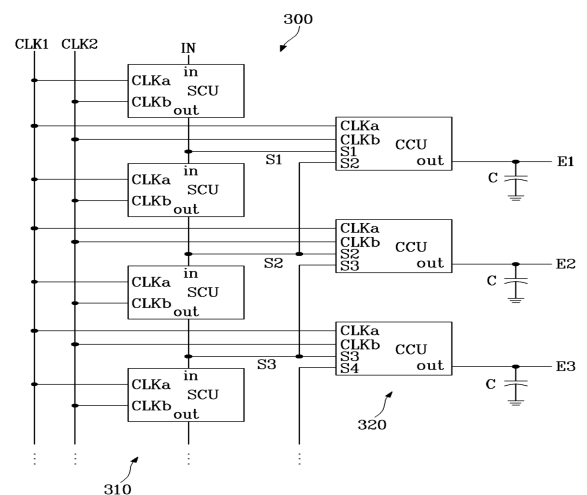 300
CLK1 CLK2 IN
in
CLKa SCU
CLKb
out
CLKa
CLKb CCU
S1
S2 out
E1
C
S1
in
CLKa SCU
CLKb
out
CLKa
CLKb CCU
S2
S3 out
E2
C
S2
in
CLKa SCU
CLKb
out
CLKa
CLKb CCU
S3
S4 out
E3
C
S3
in
CLKa SCU
CLKb
out
320
310